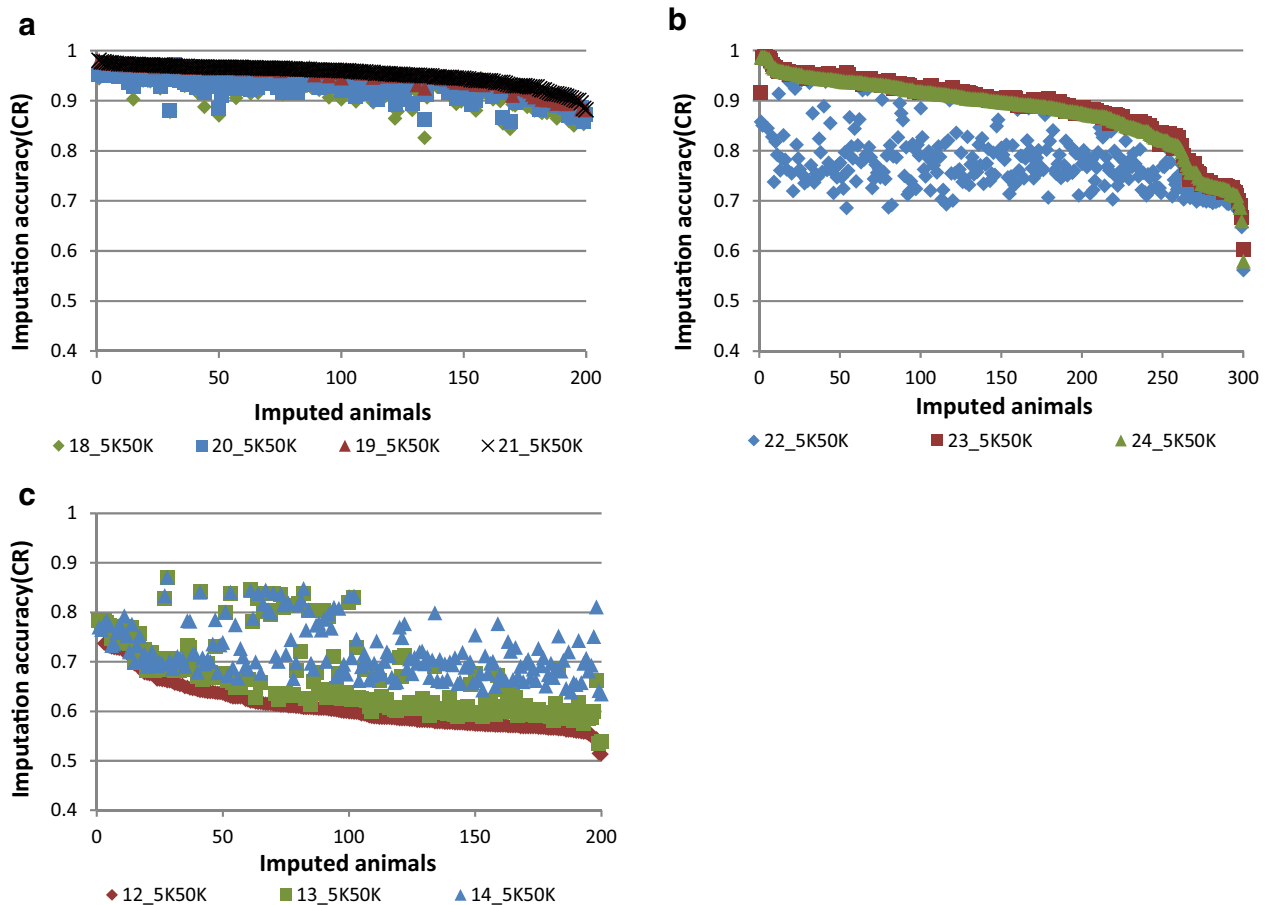 a
Imputation accuracy(CR)
1
0.9
0.8
0.7
0.6
0.5
0.4
0 50 100 150 200
Imputed animals
18_5K50K 20_5K50K 19_5K50K 21_5K50K
b
Imputation accuracy(CR)
1
0.9
0.8
0.7
0.6
0.5
0.4
0 50 100 150 200 250 300
Imputed animals
22_5K50K 23_5K50K 24_5K50K
c
Imputation accuracy(CR)
1
0.9
0.8
0.7
0.6
0.5
0.4
0 50 100 150 200
Imputed animals
12_5K50K 13_5K50K 14_5K50K